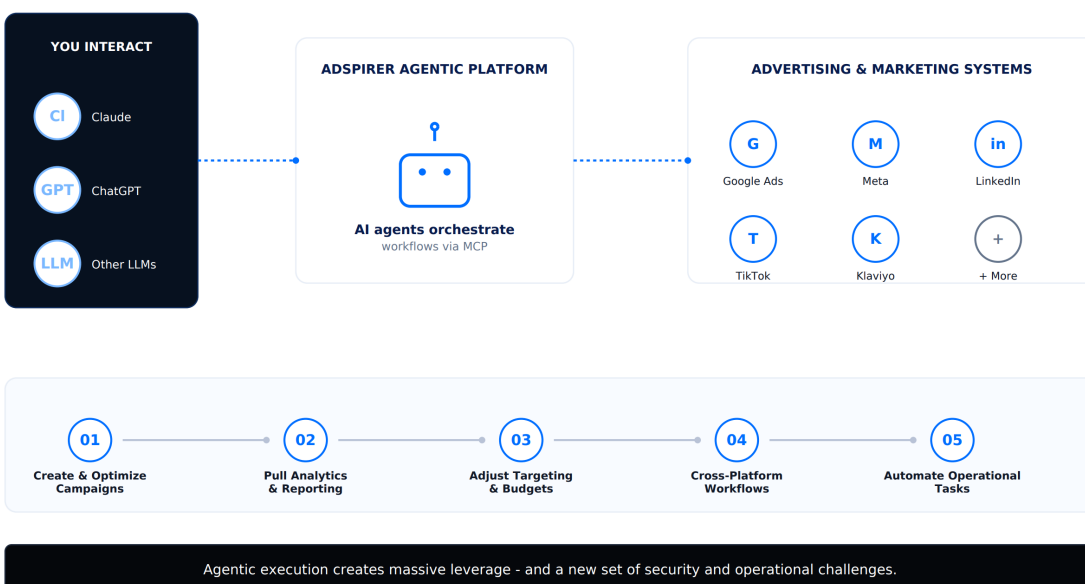 YOU INTERACT
Cl
Claude
GPT
ChatGPT
LLM
Other LLMs
ADSPIRER AGENTIC PLATFORM
AI agents orchestrate
workflows via MCP
ADVERTISING & MARKETING SYSTEMS
G
Google Ads
M
Meta
in
LinkedIn
T
TikTok
K
Klaviyo
+
+ More
01
Create & Optimize
Campaigns
02
Pull Analytics
& Reporting
03
Adjust Targeting
& Budgets
04
Cross-Platform
Workflows
05
Automate Operational
Tasks
Agentic execution creates massive leverage - and a new set of security and operational challenges.